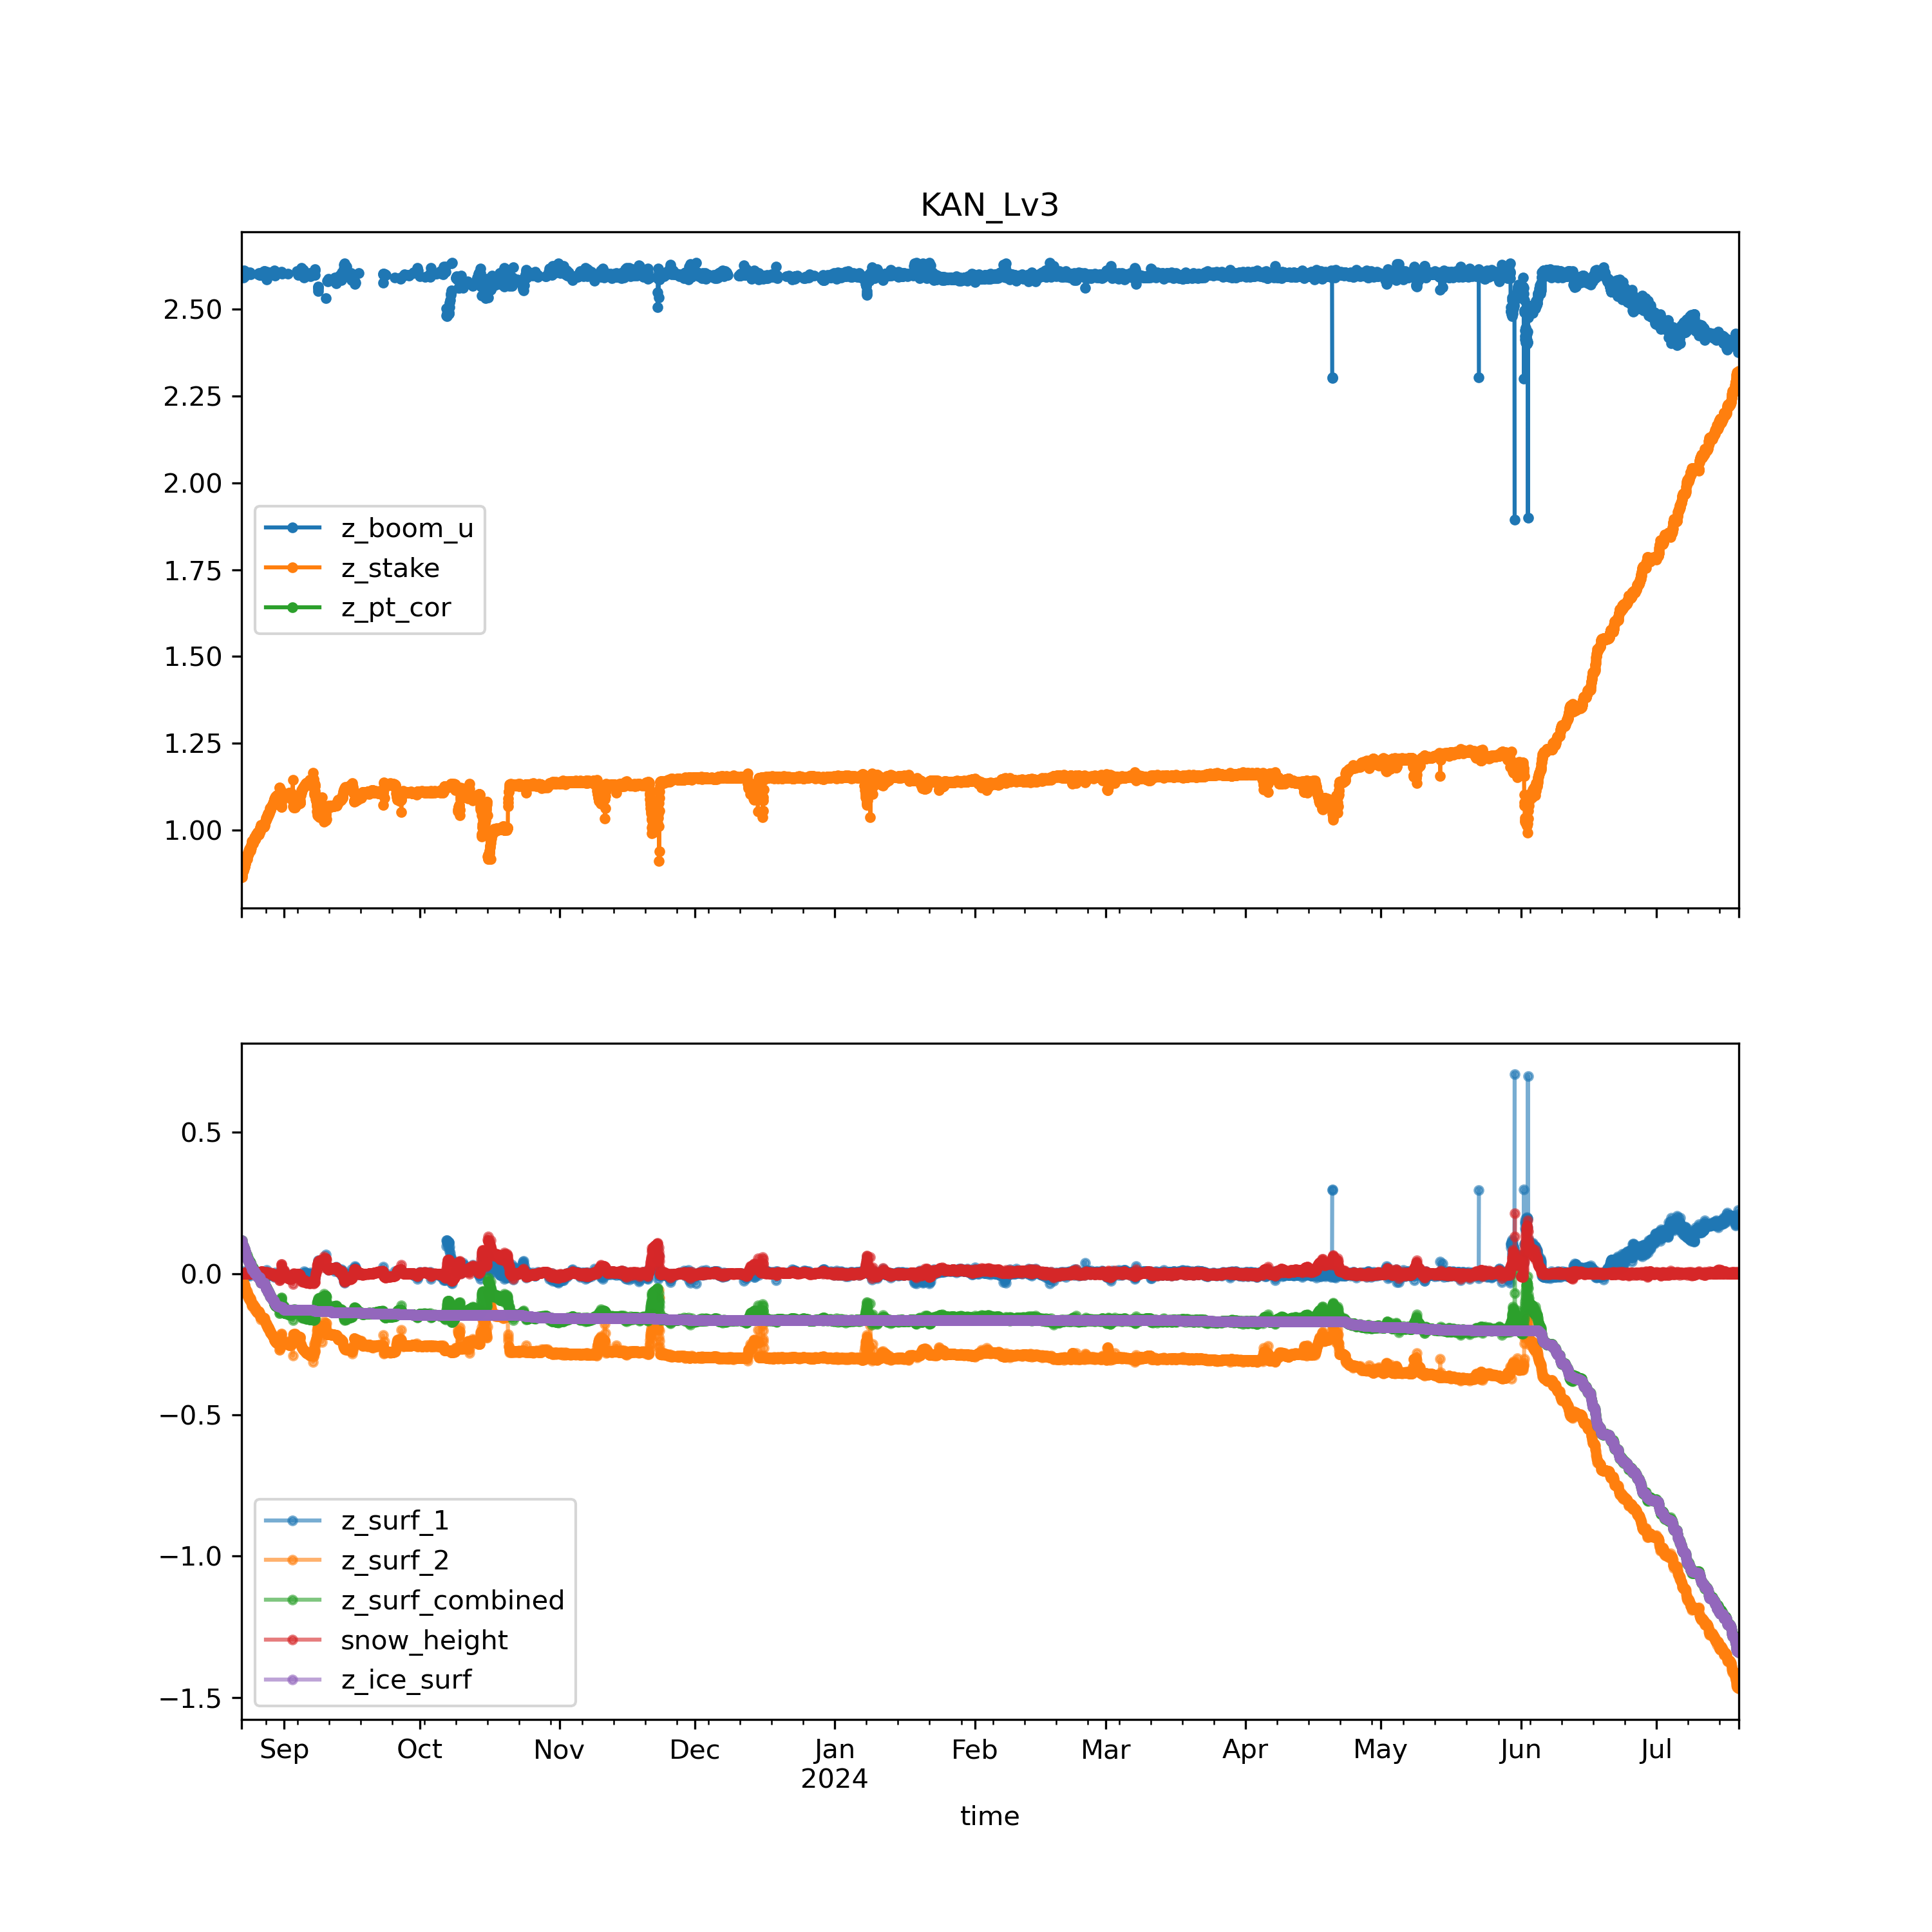 KAN_Lv3
2.50
2.25
2.00
1.75
1.50
1.25
1.00
z_boom_u
z_stake
z_pt_cor
0.5
0.0
−0.5
−1.0
−1.5
z_surf_1
z_surf_2
z_surf_combined
snow_height
z_ice_surf
Sep Oct Nov Dec Jan Feb Mar Apr May Jun Jul
2024
time